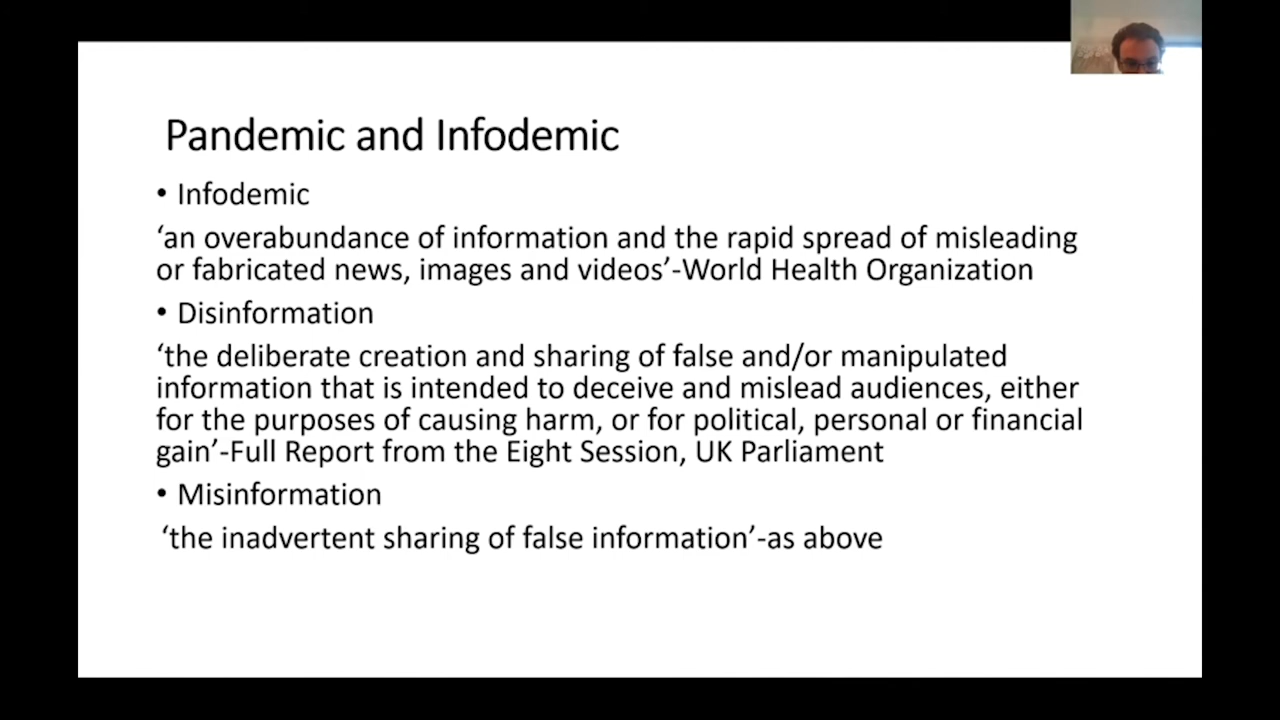 Pandemic and Infodemic
• Infodemic
‘an overabundance of information and the rapid spread of misleading
or fabricated news, images and videos’-World Health Organization
• Disinformation
‘the deliberate creation and sharing of false and/or manipulated
information that is intended to deceive and mislead audiences, either
for the purposes of causing harm, or for political, personal or financial
gain’-Full Report from the Eight Session, UK Parliament
• Misinformation
‘the inadvertent sharing of false information’-as above